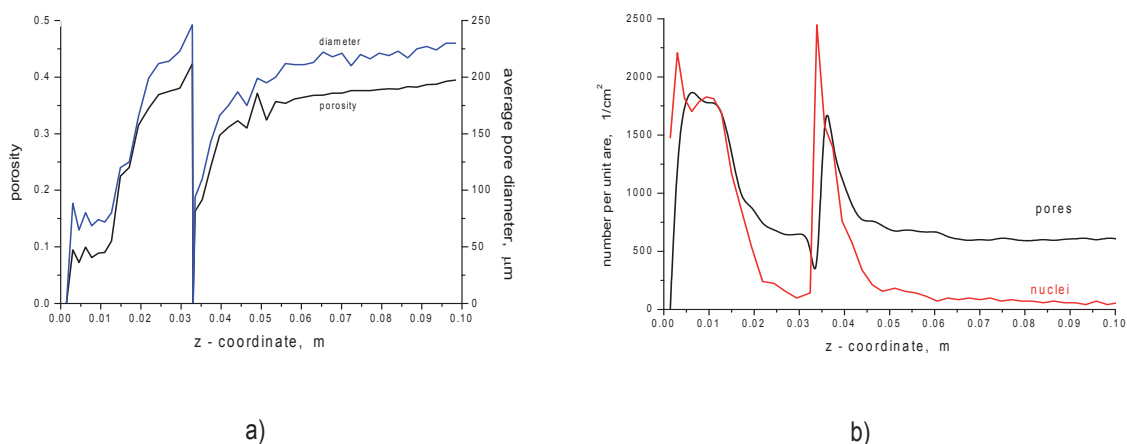 0.5
0.4
0.3
0.2
0.1
0.0
porosity
250
200
150
100
50
0
average pore diameter, μm
diameter
porosity
0.00 0.01 0.02 0.03 0.04 0.05 0.06 0.07 0.08 0.09 0.10
z - coordinate, m
a)
2500
2000
1500
1000
500
0
number per unit are, 1/cm²
pores
nuclei
0.00 0.01 0.02 0.03 0.04 0.05 0.06 0.07 0.08 0.09 0.10
z - coordinate, m
b)